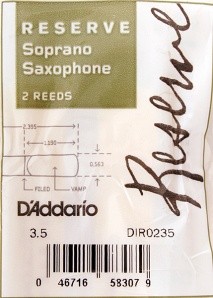 RESERVE
Soprano
Saxophone
2 REEDS
Reserve
2.355
1.150
0.563
FILED
VAMP
D'Addario
3.5
DIR0235
0 46716 58307 9